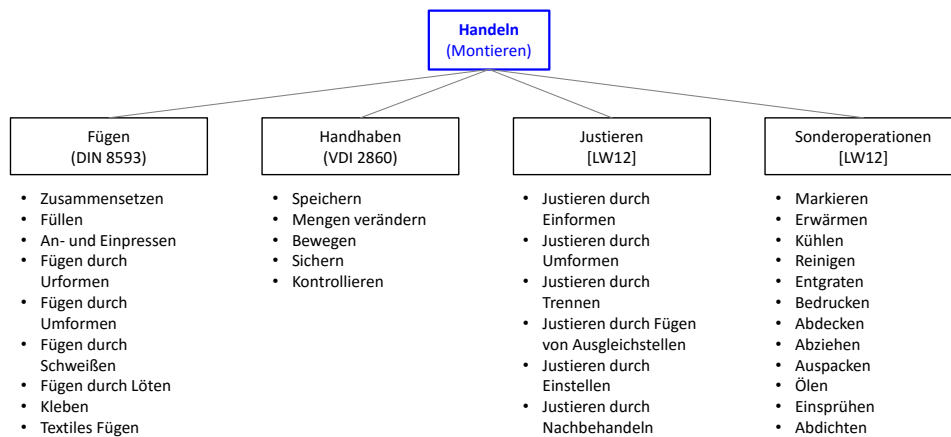 Handeln
(Montieren)
Fügen
(DIN 8593)
• Zusammensetzen
• Füllen
• An- und Einpressen
• Fügen durch
Urformen
• Fügen durch
Umformen
• Fügen durch
Schweißen
• Fügen durch Löten
• Kleben
• Textiles Fügen
Handhaben
(VDI 2860)
• Speichern
• Mengen verändern
• Bewegen
• Sichern
• Kontrollieren
Justieren
[LW12]
• Justieren durch
Einformen
• Justieren durch
Umformen
• Justieren durch
Trennen
• Justieren durch Fügen
von Ausgleichstellen
• Justieren durch
Einstellen
• Justieren durch
Nachbehandeln
Sonderoperationen
[LW12]
• Markieren
• Erwärmen
• Kühlen
• Reinigen
• Entgraten
• Bedrucken
• Abdecken
• Abziehen
• Auspacken
• Ölen
• Einsprühen
• Abdichten